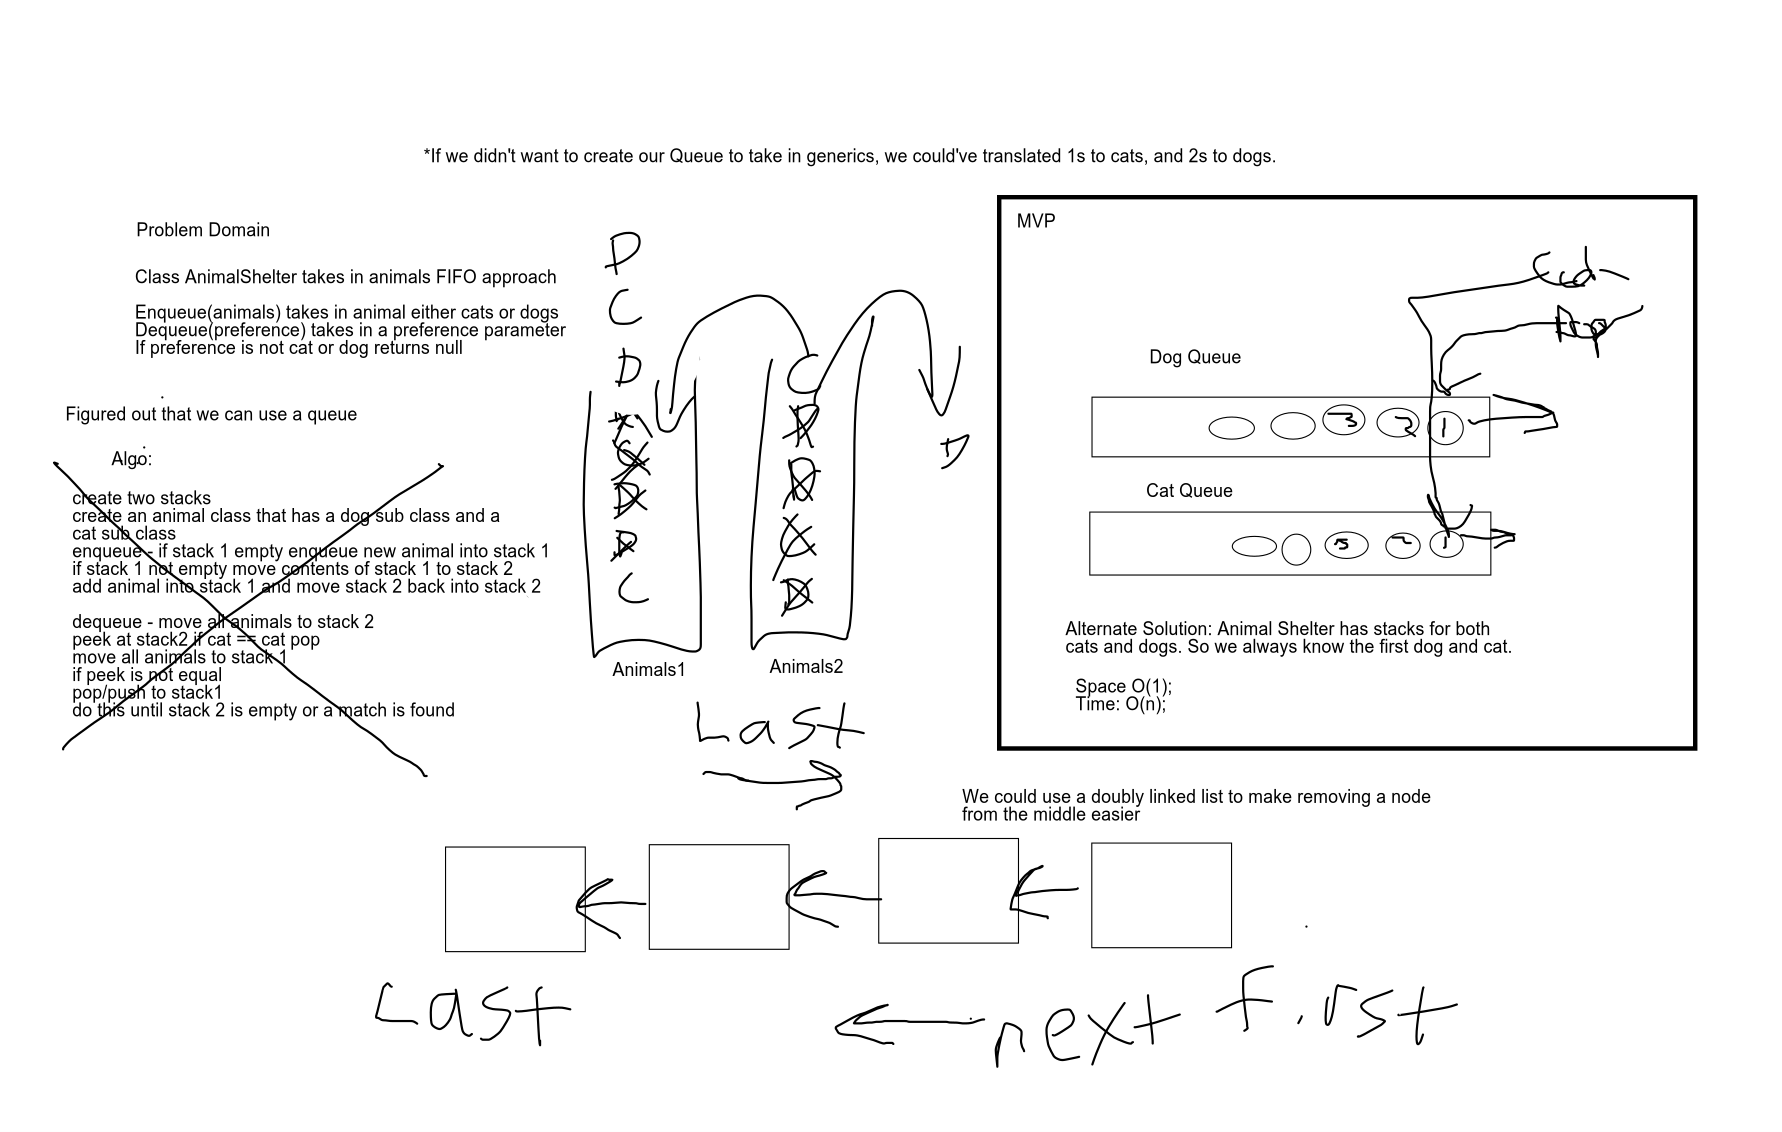 *If we didn't want to create our Queue to take in generics, we could've translated 1s to cats, and 2s to dogs.
Problem Domain
Class AnimalShelter takes in animals FIFO approach
Enqueue(animals) takes in animal either cats or dogs
Dequeue(preference) takes in a preference parameter
If preference is not cat or dog returns null
Figured out that we can use a queue
Algo:
create two stacks
create an animal class that has a dog sub class and a
cat sub class
enqueue - if stack 1 empty enqueue new animal into stack 1
if stack 1 not empty move contents of stack 1 to stack 2
add animal into stack 1 and move stack 2 back into stack 2
dequeue - move all animals to stack 2
peek at stack2 if cat == cat pop
move all animals to stack 1
if peek is not equal
pop/push to stack1
do this until stack 2 is empty or a match is found
D
C
D
C
D
D
C
Animals1
C
D
D
C
D
Animals2
D
Last
MVP
Dog Queue
3 2 1
Cat Queue
3 2 1
Alternate Solution: Animal Shelter has stacks for both
cats and dogs. So we always know the first dog and cat.
Space O(1);
Time: O(n);
We could use a doubly linked list to make removing a node
from the middle easier
Last
next
first